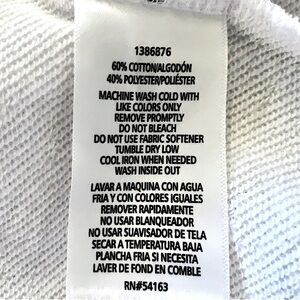 1386876
60% COTTON/ALGODÓN
40% POLYESTER/POLIÉSTER
MACHINE WASH COLD WITH
LIKE COLORS ONLY
REMOVE PROMPTLY
DO NOT BLEACH
DO NOT USE FABRIC SOFTENER
TUMBLE DRY LOW
COOL IRON WHEN NEEDED
WASH INSIDE OUT
LAVAR A MAQUINA CON AGUA
FRIA Y CON COLORES IGUALES
REMOVER RAPIDAMENTE
NO USAR BLANQUEADOR
NO USAR SUAVISADOR DE TELA
SECAR A TEMPERATURA BAJA
PLANCHA FRIA SI NECESITA
LAVER DE FOND EN COMBLE
RN#54163